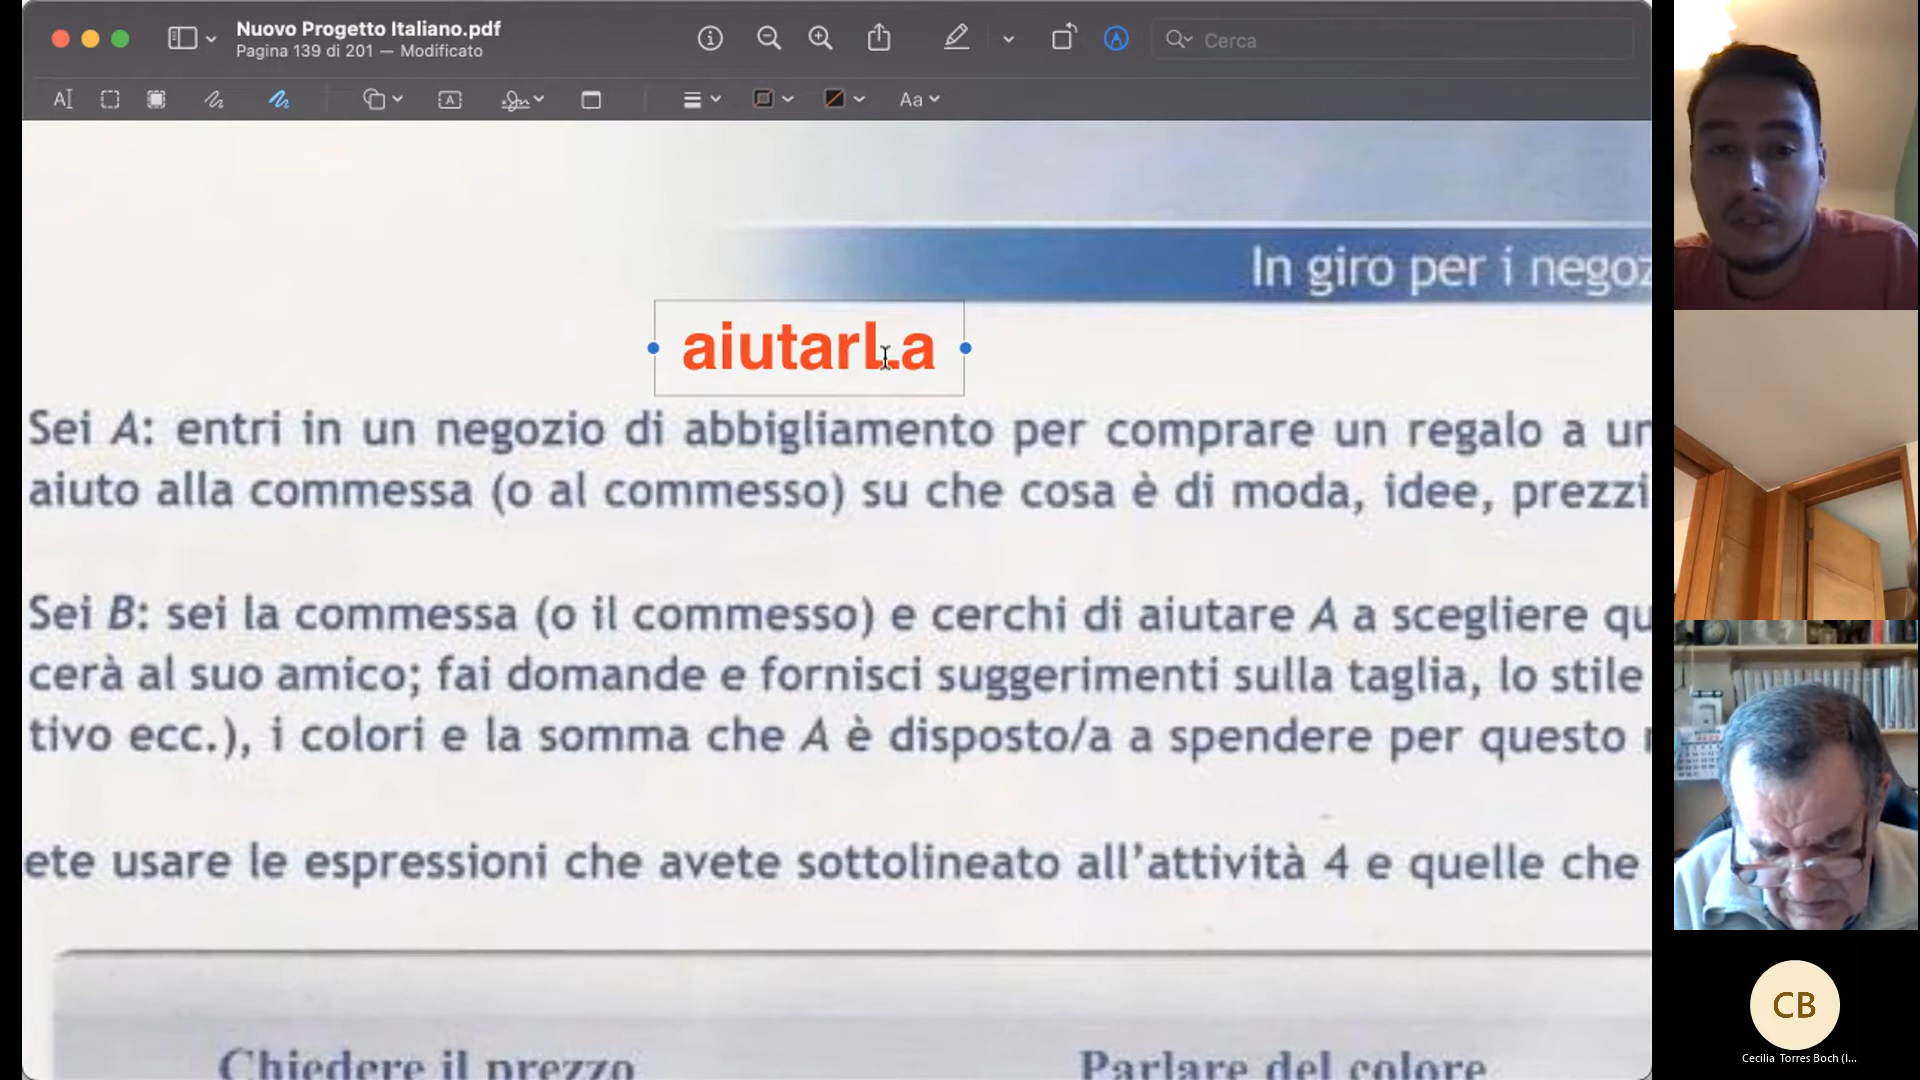 Nuovo Progetto Italiano.pdf
Pagina 139 di 201 — Modificato
Cerca
Aa
In giro per i negoz
aiutarLa
Sei A: entri in un negozio di abbigliamento per comprare un regalo a un
aiuto alla commessa (o al commesso) su che cosa è di moda, idee, prezzi
Sei B: sei la commessa (o il commesso) e cerchi di aiutare A a scegliere qu
cerà al suo amico; fai domande e fornisci suggerimenti sulla taglia, lo stile
tivo ecc.), i colori e la somma che A è disposto/a a spendere per questo
ete usare le espressioni che avete sottolineato all'attività 4 e quelle che
Chiedere il prezzo
Parlare del colore
CB
Cecilia Torres Boch (I...